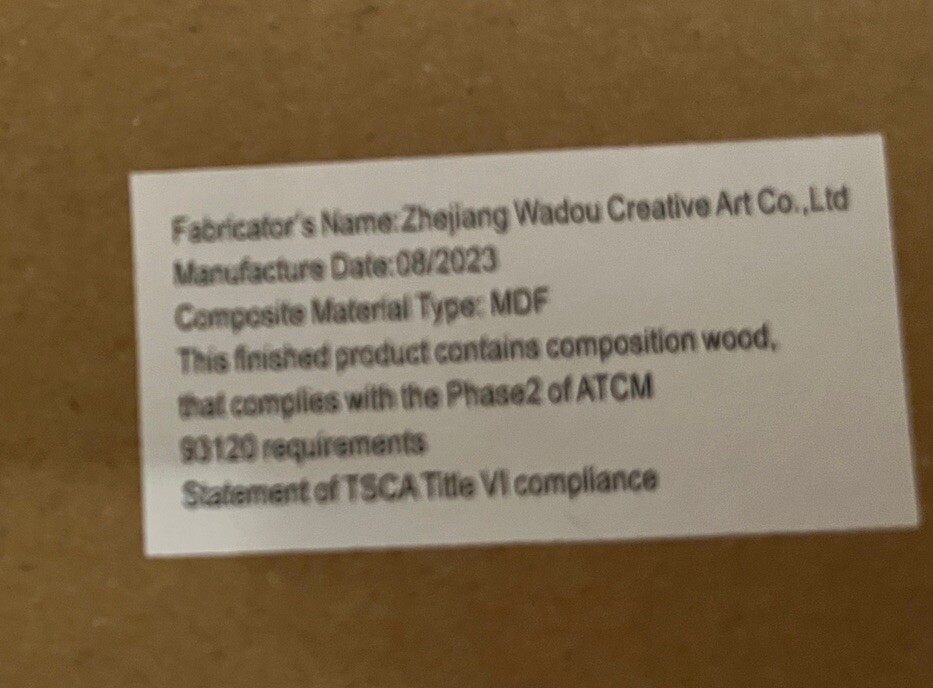 Fabricator's Name:Zhejiang Wadou Creative Art Co.,Ltd
Manufacture Date:08/2023
Composite Material Type: MDF
This finished product contains composition wood,
that complies with the Phase2 of ATCM
93120 requirements
Statement of TSCA Title VI compliance